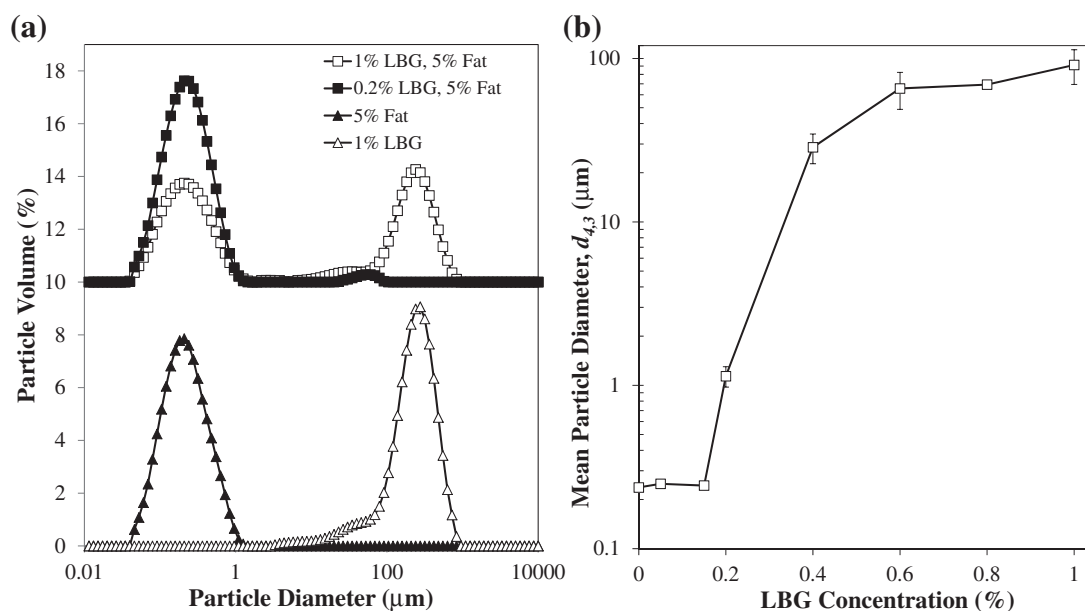 (a)
1% LBG, 5% Fat
0.2% LBG, 5% Fat
5% Fat
1% LBG
Particle Volume (%)
18
16
14
12
10
8
6
4
2
0
0.01
1
100
10000
Particle Diameter (μm)
(b)
Mean Particle Diameter, d4,3 (μm)
100
10
1
0.1
0
0.2
0.4
0.6
0.8
1
LBG Concentration (%)